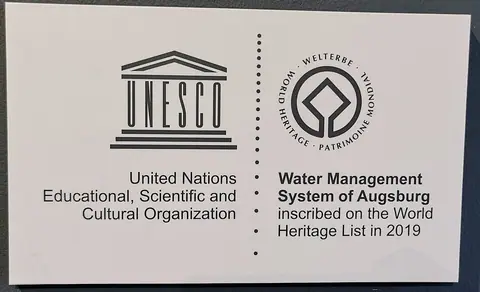 UNESCO
United Nations
Educational, Scientific and
Cultural Organization
· WELTERBE ·
WORLD HERITAGE · PATRIMOINE MONDIAL
Water Management
System of Augsburg
inscribed on the World
Heritage List in 2019